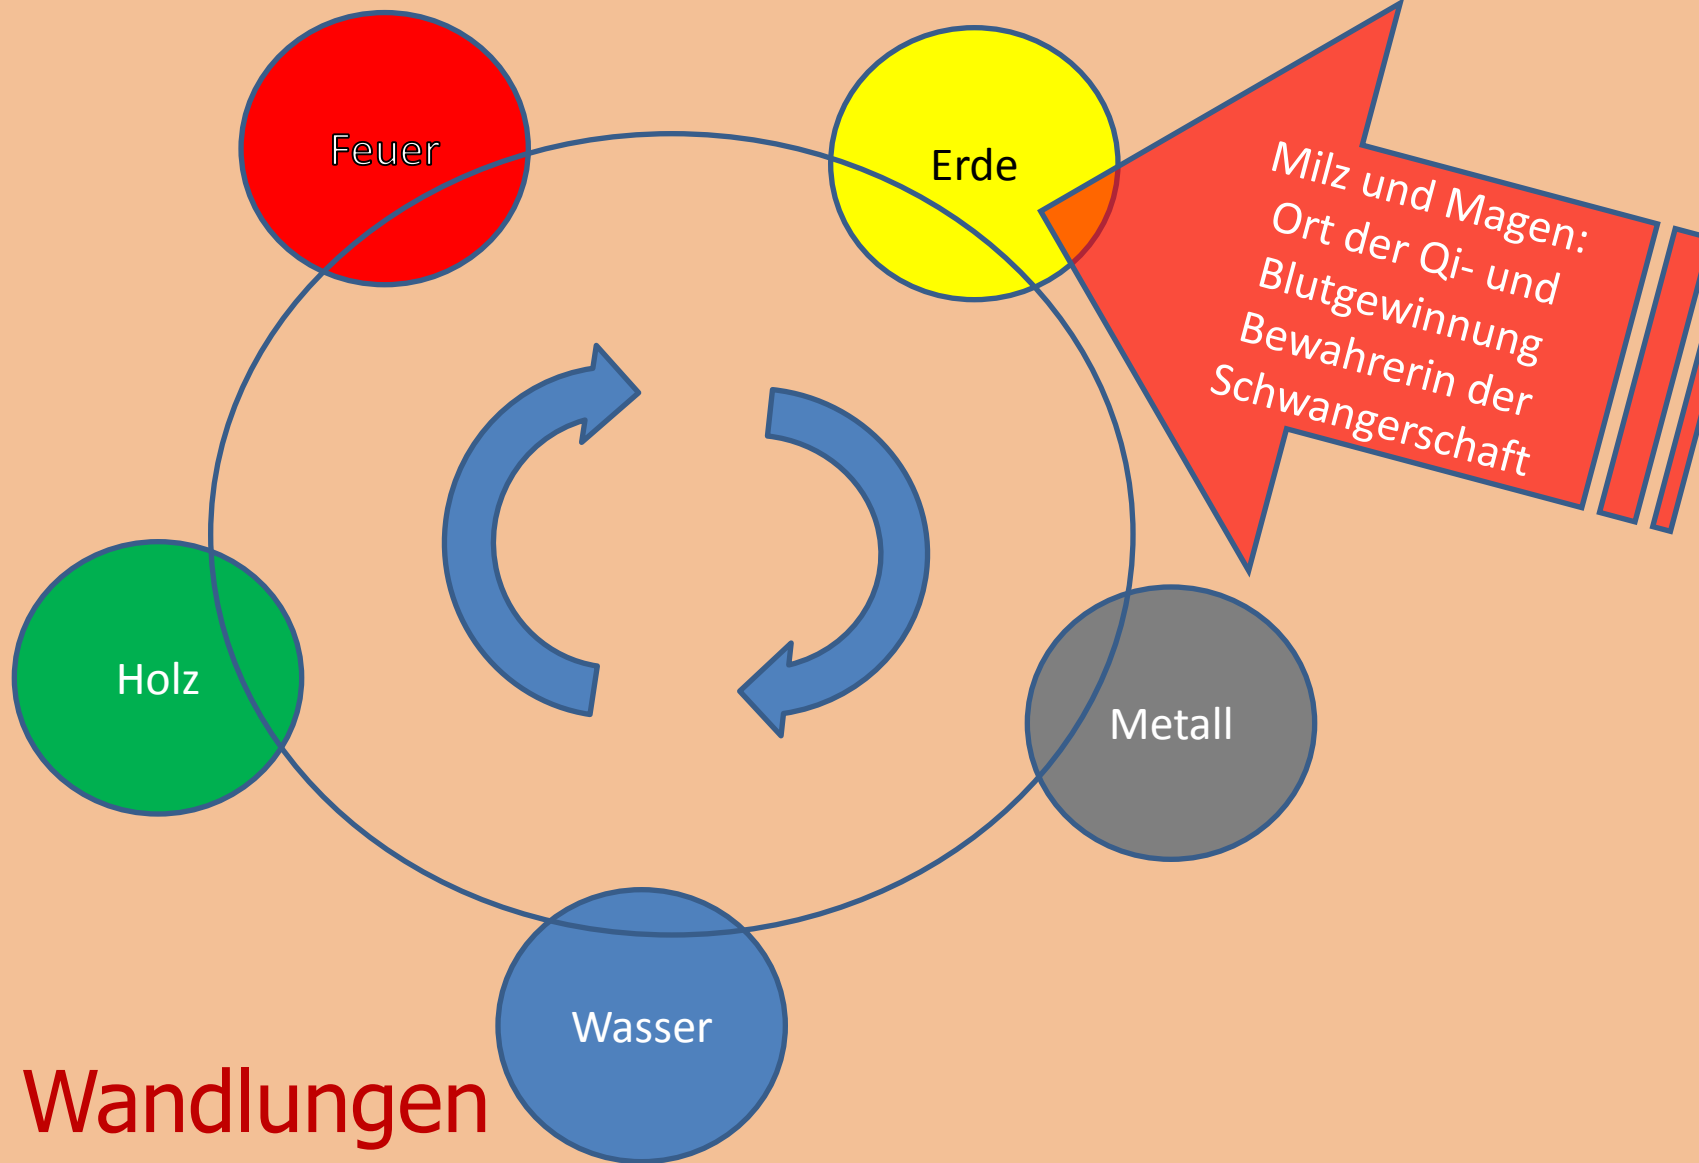 Feuer
Erde
Milz und Magen:
Ort der Qi- und
Blutgewinnung
Bewahrerin der
Schwangerschaft
Holz
Metall
Wasser
Wandlungen